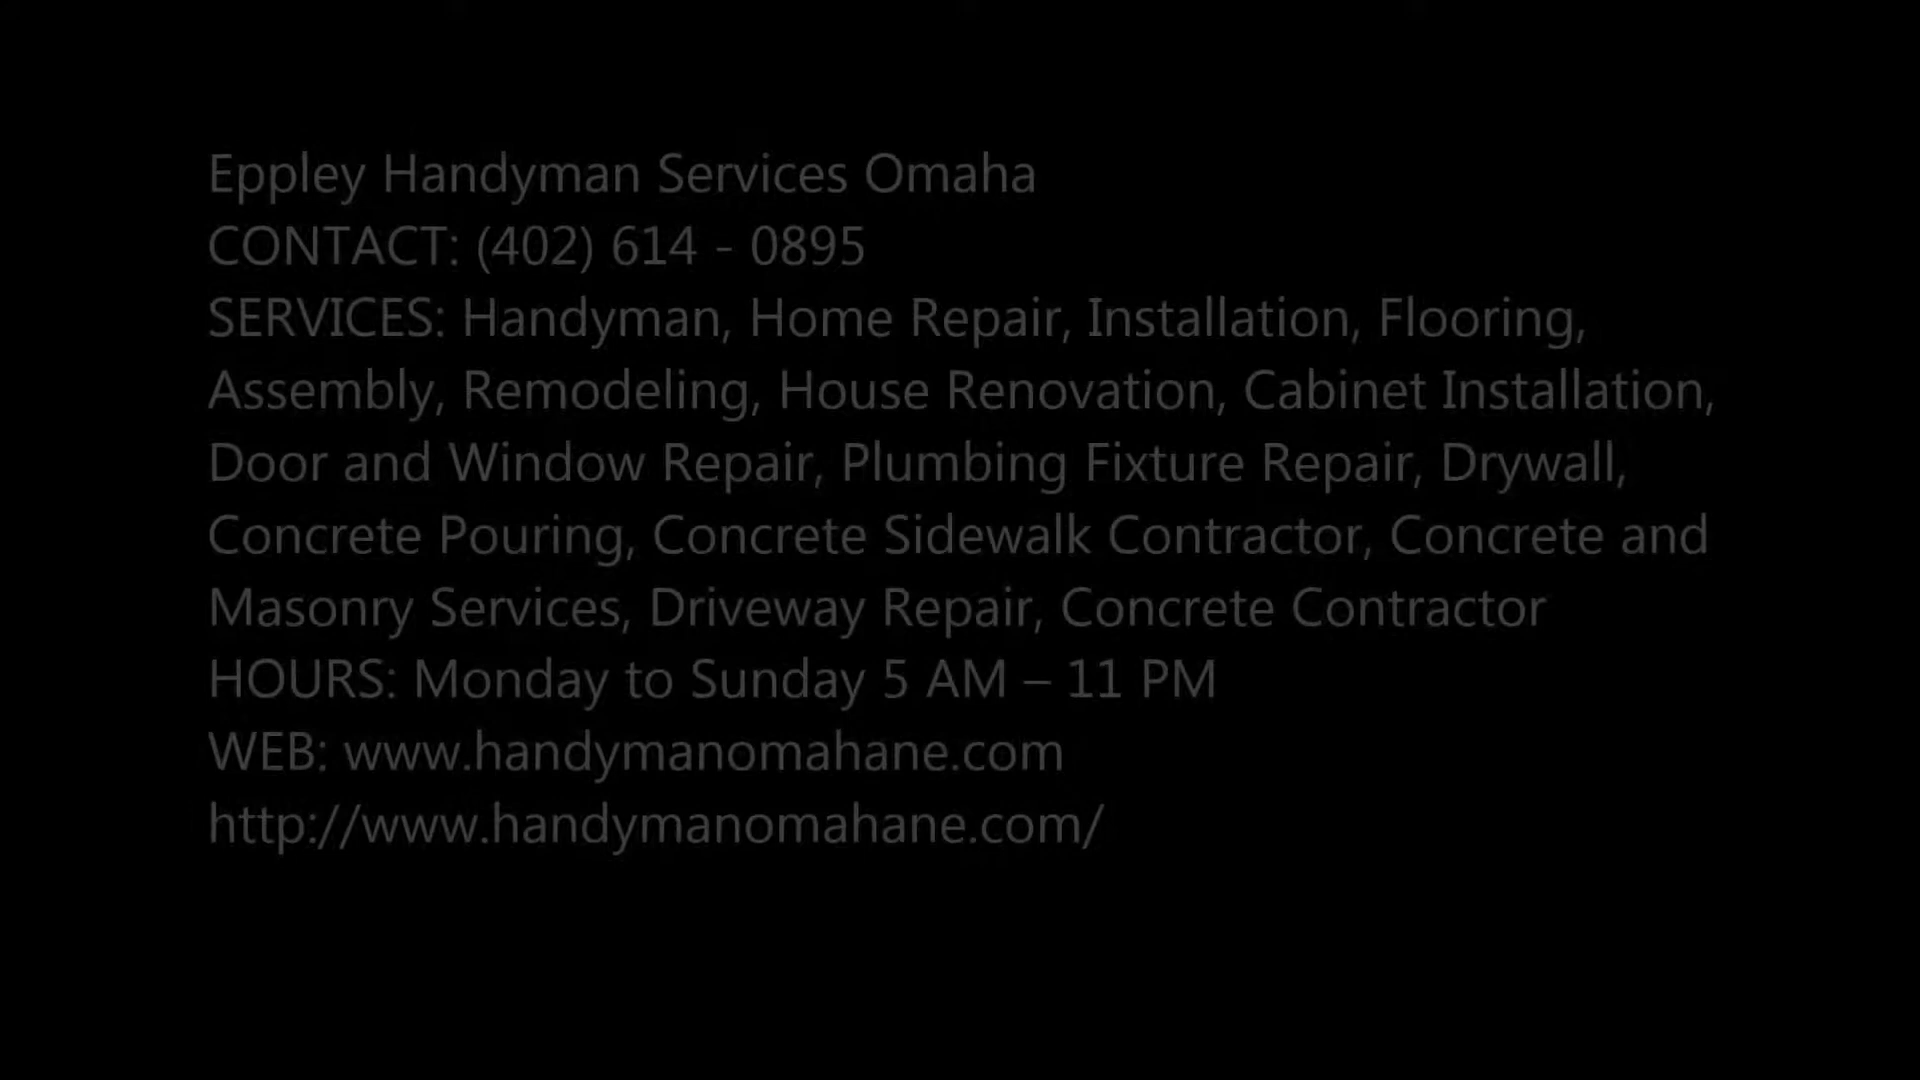 Eppley Handyman Services Omaha
CONTACT: (402) 614 - 0895
SERVICES: Handyman, Home Repair, Installation, Flooring,
Assembly, Remodeling, House Renovation, Cabinet Installation,
Door and Window Repair, Plumbing Fixture Repair, Drywall,
Concrete Pouring, Concrete Sidewalk Contractor, Concrete and
Masonry Services, Driveway Repair, Concrete Contractor
HOURS: Monday to Sunday 5 AM – 11 PM
WEB: www.handymanomahane.com
http://www.handymanomahane.com/